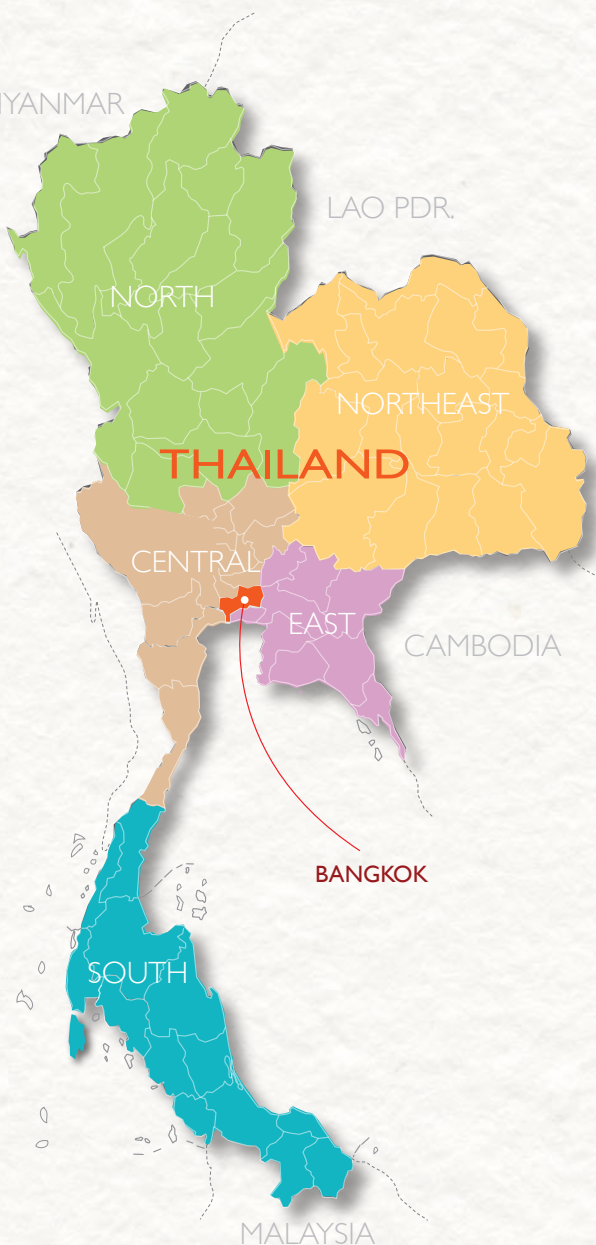 YANMAR
LAO PDR.
NORTH
NORTHEAST
THAILAND
CENTRAL
EAST
CAMBODIA
BANGKOK
SOUTH
MALAYSIA